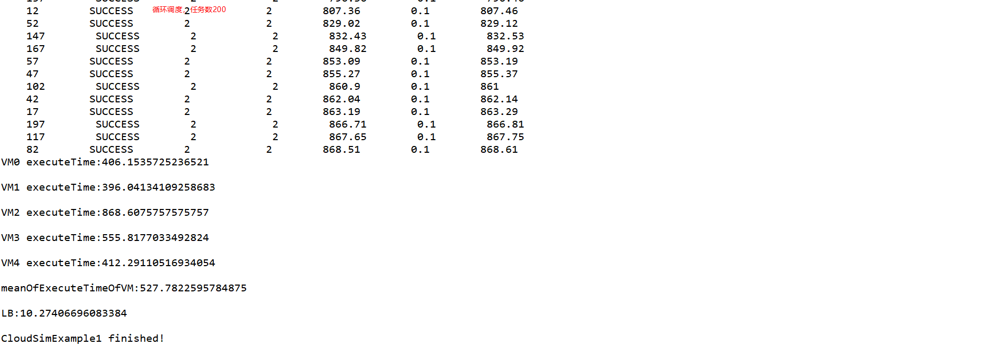 12 SUCCESS 2 2 807.36 0.1 807.46
循环调度，任务数200
52 SUCCESS 2 2 829.02 0.1 829.12
147 SUCCESS 2 2 832.43 0.1 832.53
167 SUCCESS 2 2 849.82 0.1 849.92
57 SUCCESS 2 2 853.09 0.1 853.19
47 SUCCESS 2 2 855.27 0.1 855.37
102 SUCCESS 2 2 860.9 0.1 861
42 SUCCESS 2 2 862.04 0.1 862.14
17 SUCCESS 2 2 863.19 0.1 863.29
197 SUCCESS 2 2 866.71 0.1 866.81
117 SUCCESS 2 2 867.65 0.1 867.75
82 SUCCESS 2 2 868.51 0.1 868.61
VM0 executeTime:406.1535725236521
VM1 executeTime:396.04134109258683
VM2 executeTime:868.6075757575757
VM3 executeTime:555.8177033492824
VM4 executeTime:412.29110516934054
meanOfExecuteTimeOfVM:527.7822595784875
LB:10.27406696083384
CloudSimExample1 finished!